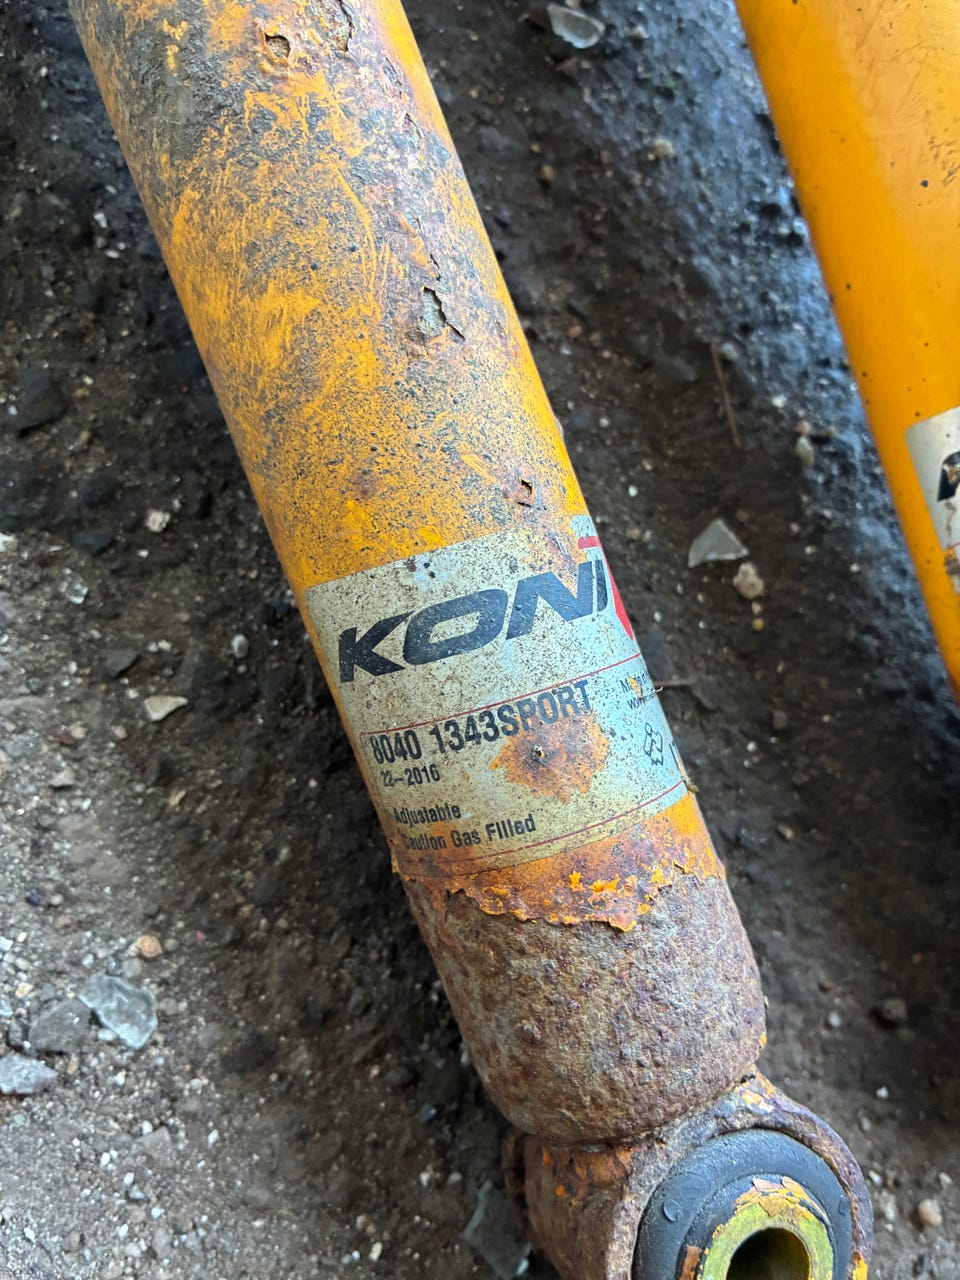 KONI
8040 1343SPORT
22-2016
Adjustable
Caution Gas Filled